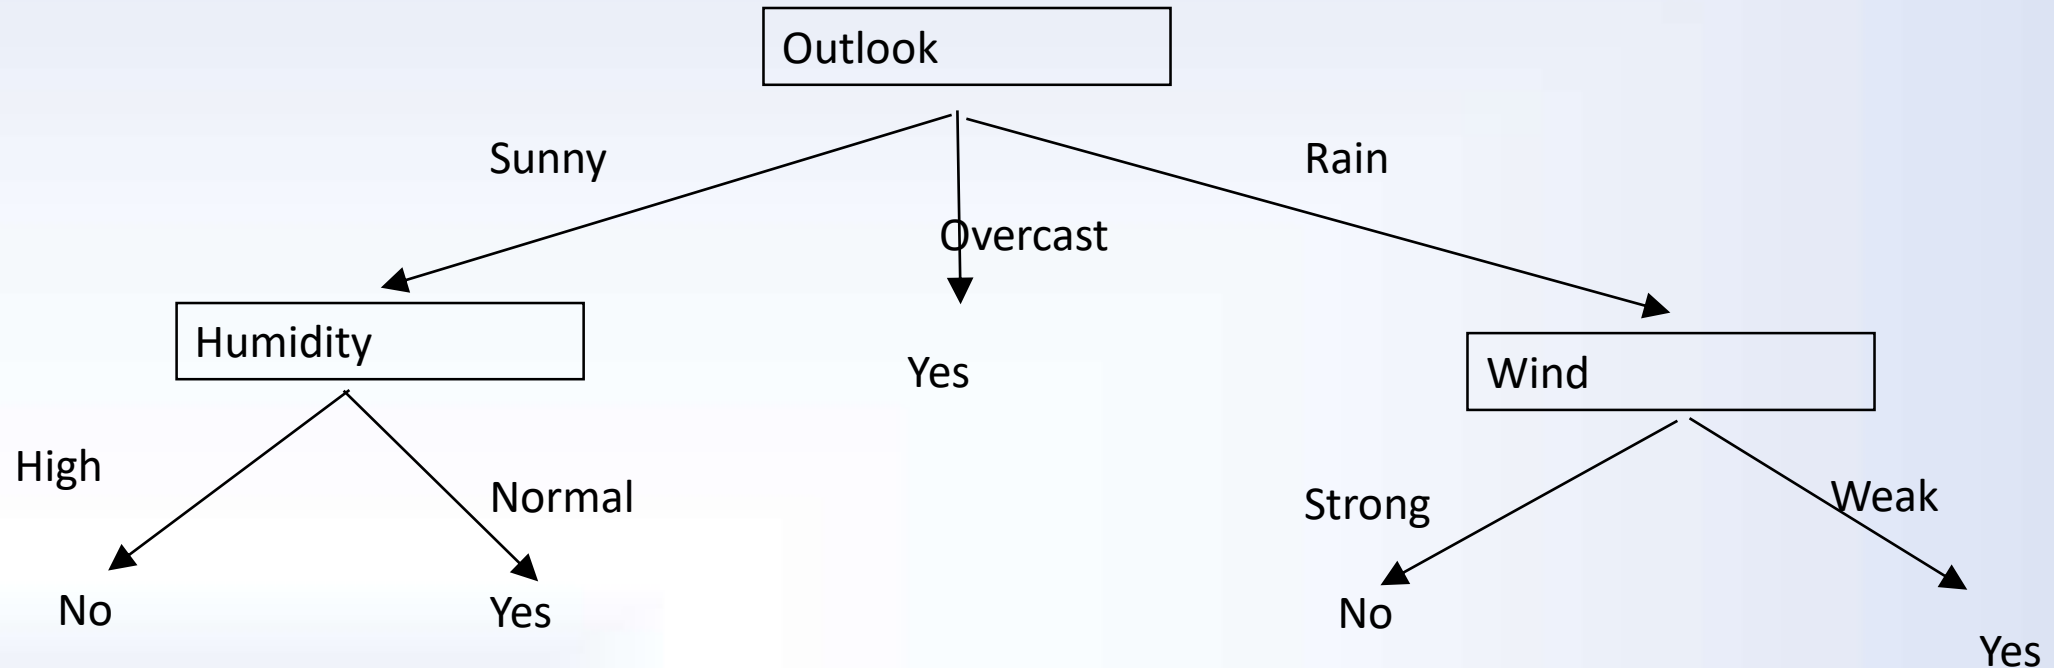 Outlook
Sunny
Rain
Overcast
Humidity
Yes
Wind
High
Normal
Strong
Weak
No
Yes
No
Yes